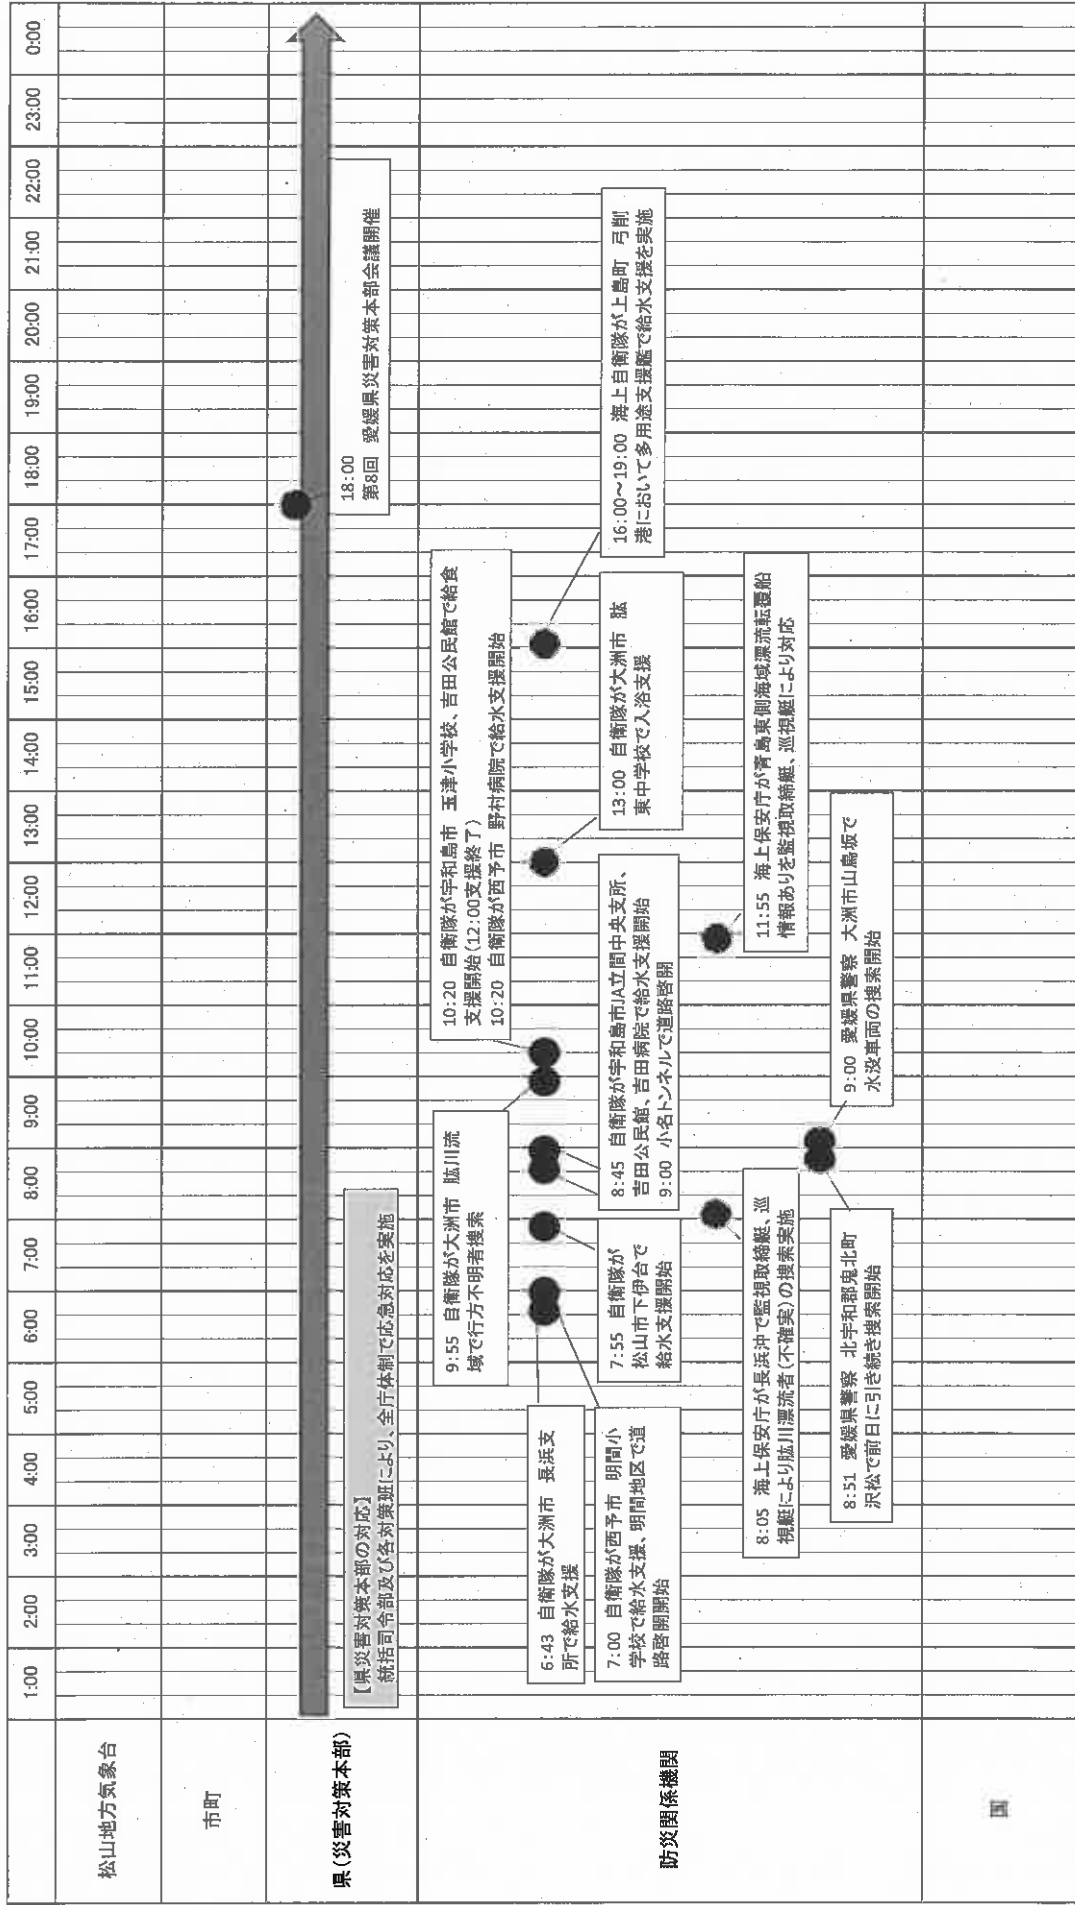 1:00
2:00
3:00
4:00
5:00
6:00
7:00
8:00
9:00
10:00
11:00
12:00
13:00
14:00
15:00
16:00
17:00
18:00
19:00
20:00
21:00
22:00
23:00
0:00
松山地方気象台
市町
県(災害対策本部)
【県災害対策本部の対応】
統括司令部及び各対策班により、全庁体制で応急対応を実施
18:00
第8回 愛媛県災害対策本部会議開催
防災関係機関
9:55 自衛隊が大洲市 肱川流
域で行方不明者捜索
10:20 自衛隊が宇和島市 玉津小学校、吉田公民館で給食
支援開始(12:00支援終了)
10:20 自衛隊が西予市 野村病院で給水支援開始
6:43 自衛隊が大洲市 長浜支
所で給水支援
7:00 自衛隊が西予市 明間小
学校で給水支援、明間地区で道
路啓開開始
7:55 自衛隊が
松山市下伊台で
給水支援開始
8:45 自衛隊が宇和島市JA立間中央支所、
吉田公民館、吉田病院で給水支援開始
9:00 小名トンネルで道路啓開
13:00 自衛隊が大洲市 肱
東中学校で入浴支援
16:00～19:00 海上自衛隊が上島町 弓削
港において多用途支援艦で給水支援を実施
8:05 海上保安庁が長浜沖で監視取締艇、巡
視艇により肱川漂流者(不確実)の捜索実施
11:55 海上保安庁が青島東側海域漂流転覆船
情報ありを監視取締艇、巡視艇により対応
8:51 愛媛県警察 北宇和郡鬼北町
沢松で前日に引き続き捜索開始
9:00 愛媛県警察 大洲市山鳥坂で
水没車両の捜索開始
国